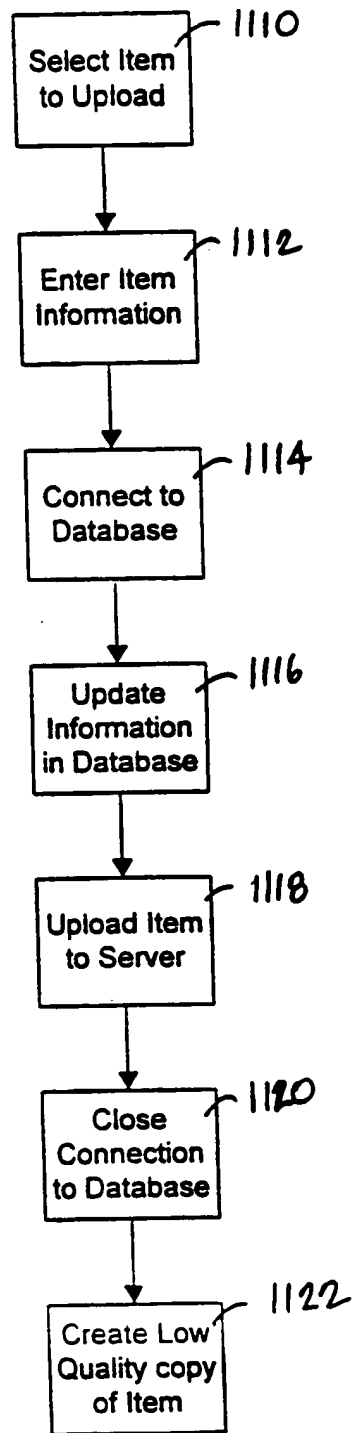 1110
Select Item
to Upload
1112
Enter Item
Information
1114
Connect to
Database
1116
Update
Information
in Database
1118
Upload Item
to Server
1120
Close
Connection
to Database
1122
Create Low
Quality copy
of Item